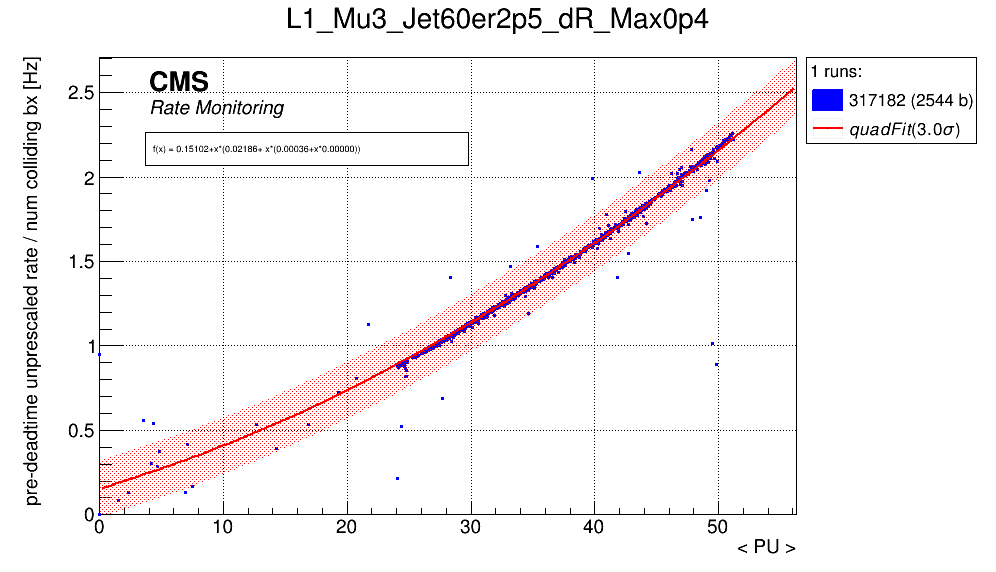 L1_Mu3_Jet60er2p5_dR_Max0p4
pre-deadtime unprescaled rate / num colliding bx [Hz]
CMS
Rate Monitoring
f(x) = 0.15102+x*(0.02186+ x*(0.00036+x*0.00000))
1 runs:
317182 (2544 b)
quadFit(3.0σ)
2.5
2
1.5
1
0.5
0
0 10 20 30 40 50
< PU >